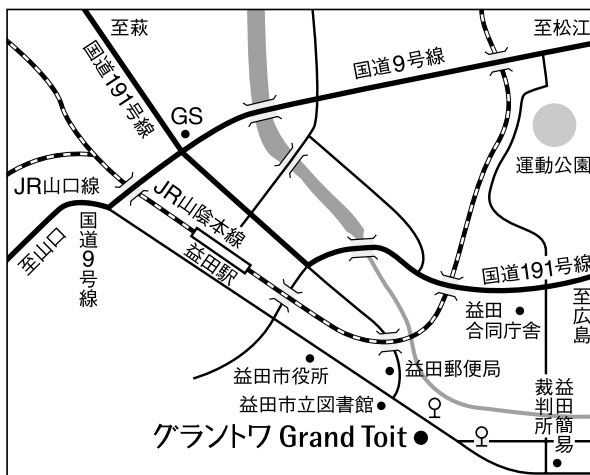 至萩
至松江
国道9号線
国道191号線
GS
運動公園
JR山口線
JR山陰本線
至山口
国道9号線
益田駅
国道191号線
至広島
益田
合同庁舎
益田市役所
益田郵便局
益田市立図書館
益田簡易
裁判所
グラントワ Grand Toit